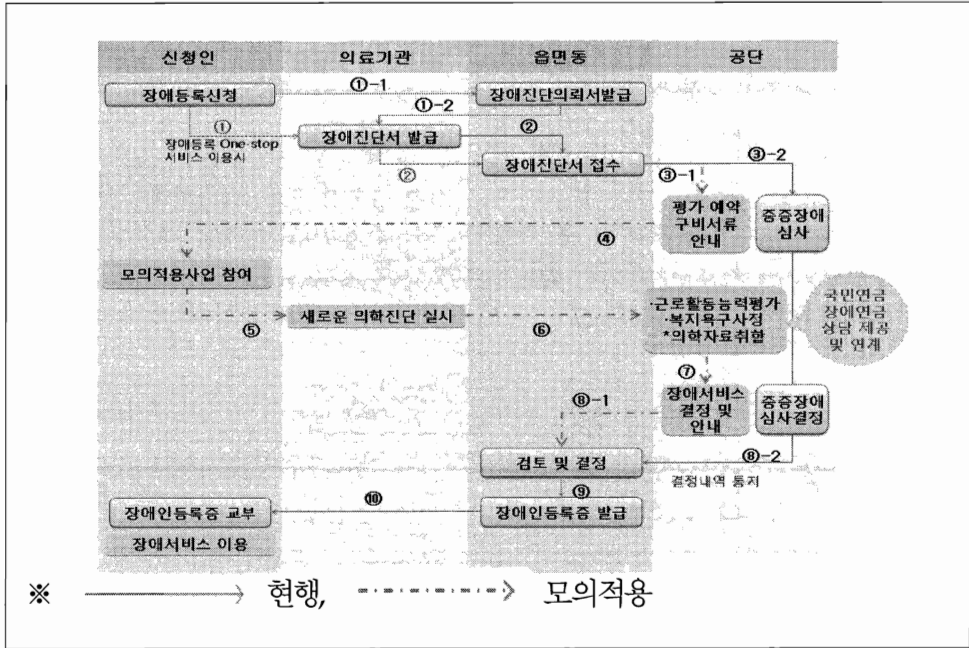 신청인 의료기관 읍면동 공단
장애등록신청 ①-1 장애진단의뢰서발급
①-2
① 장애진단서 발급 ②
장애등록 One-stop
서비스 이용시
② 장애진단서 접수 ③-1 ③-2
평가 예약
구비서류
안내
중증장애
심사
④
모의적용사업 참여
⑤ 새로운 의학진단 실시 ⑥
·근로활동능력평가
·복지욕구사정
*의학자료취합
국민연금
장애연금
상담 제공
및 연계
⑦
장애서비스
결정 및
안내
중증장애
심사결정
⑧-1
검토 및 결정 ⑧-2
결정내역 통지
⑨
장애인등록증 교부 ⑩ 장애인등록증 발급
장애서비스 이용
※ 현행, 모의적용